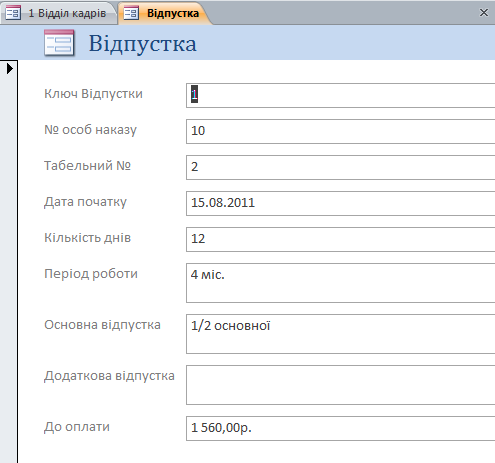 1 Відділ кадрів Відпустка
Відпустка
Ключ Відпустки 1
№ особ наказу 10
Табельний № 2
Дата початку 15.08.2011
Кількість днів 12
Період роботи 4 міс.
Основна відпустка 1/2 основної
Додаткова відпустка
До оплати 1 560,00р.